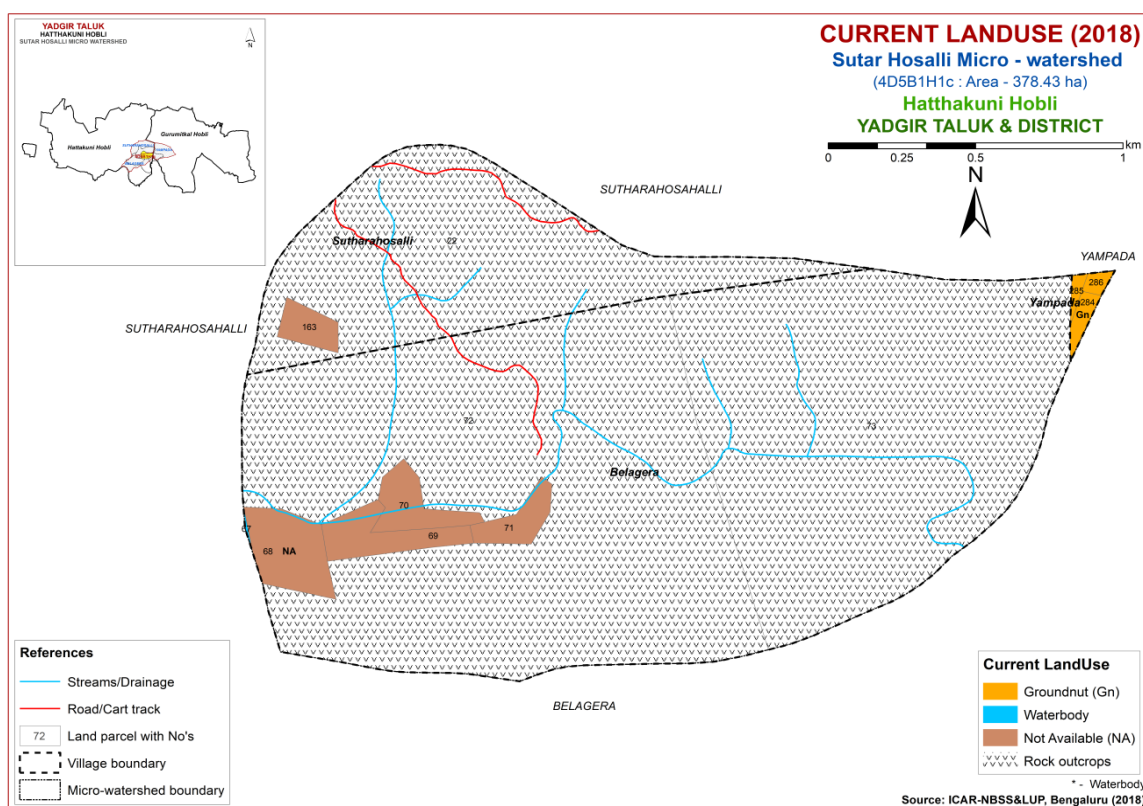 YADGIR TALUK
HATTHAKUNI HOBLI
SUTAR HOSALLI MICRO WATERSHED
N
Gurumitkal Hobli
Hattakuni Hobli
CURRENT LANDUSE (2018)
Sutar Hosalli Micro - watershed
(4D5B1H1c : Area - 378.43 ha)
Hatthakuni Hobli
YADGIR TALUK & DISTRICT
km
0 0.25 0.5 1
N
SUTHARAHOSAHALLI
YAMPADA
Sutharahosalli
22
286
285
Yampada
284
Gn
SUTHARAHOSAHALLI
163
72
73
Belagera
70
71
67
69
68 NA
BELAGERA
References
Streams/Drainage
Road/Cart track
72 Land parcel with No's
Village boundary
Micro-watershed boundary
Current LandUse
Groundnut (Gn)
Waterbody
Not Available (NA)
Rock outcrops
* - Waterbody
Source: ICAR-NBSS&LUP, Bengaluru (2018)